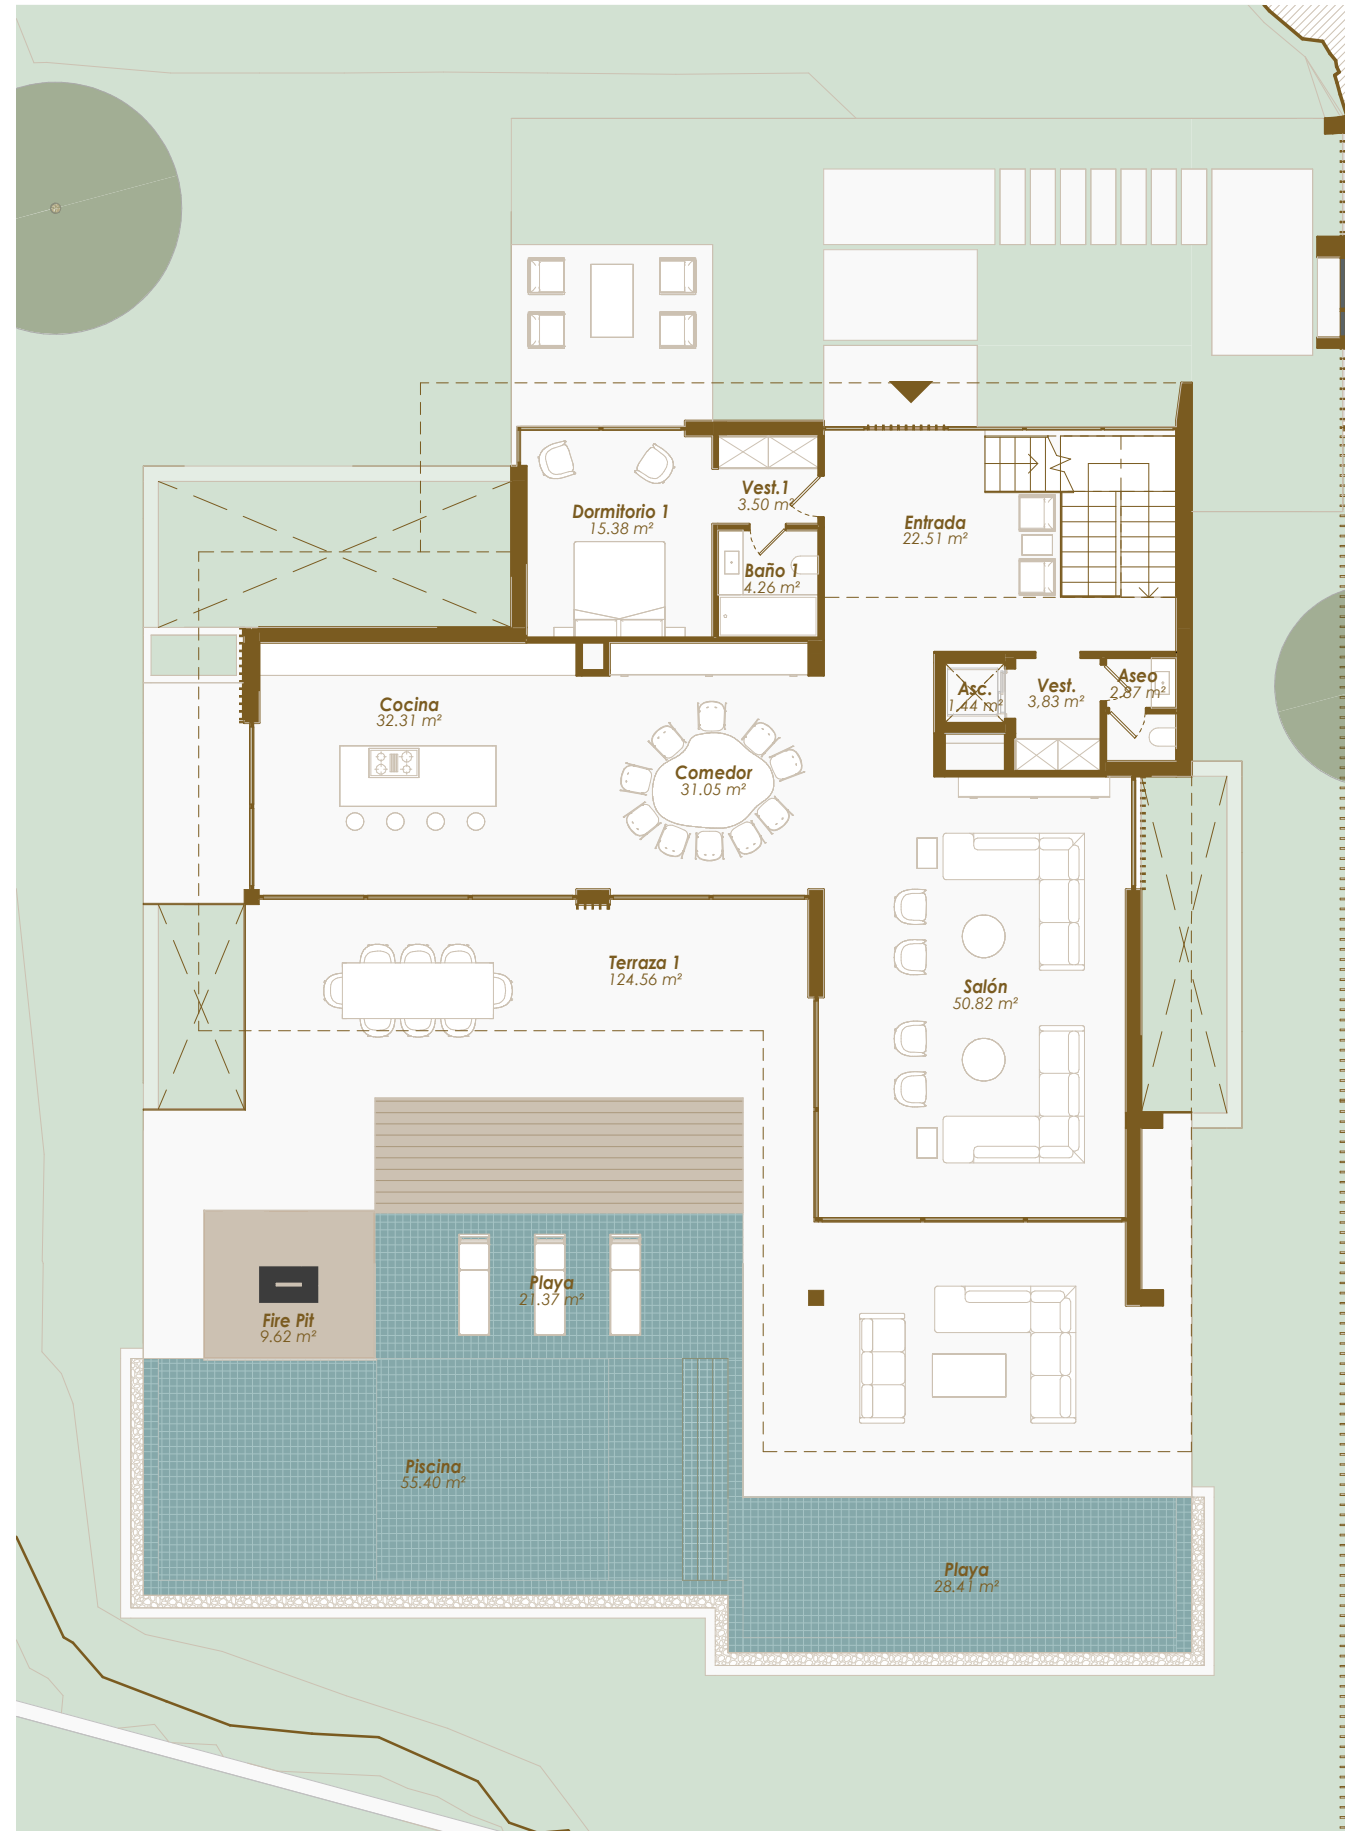 Vest.1
3.50 m²
Dormitorio 1
15.38 m²
Entrada
22.51 m²
Baño 1
4.26 m²
Aseo
2.87 m²
Asc.
1.44 m²
Vest.
3,83 m²
Cocina
32.31 m²
Comedor
31.05 m²
Terraza 1
124.56 m²
Salón
50.82 m²
Playa
21.37 m²
Fire Pit
9.62 m²
Piscina
55.40 m²
Playa
28.41 m²